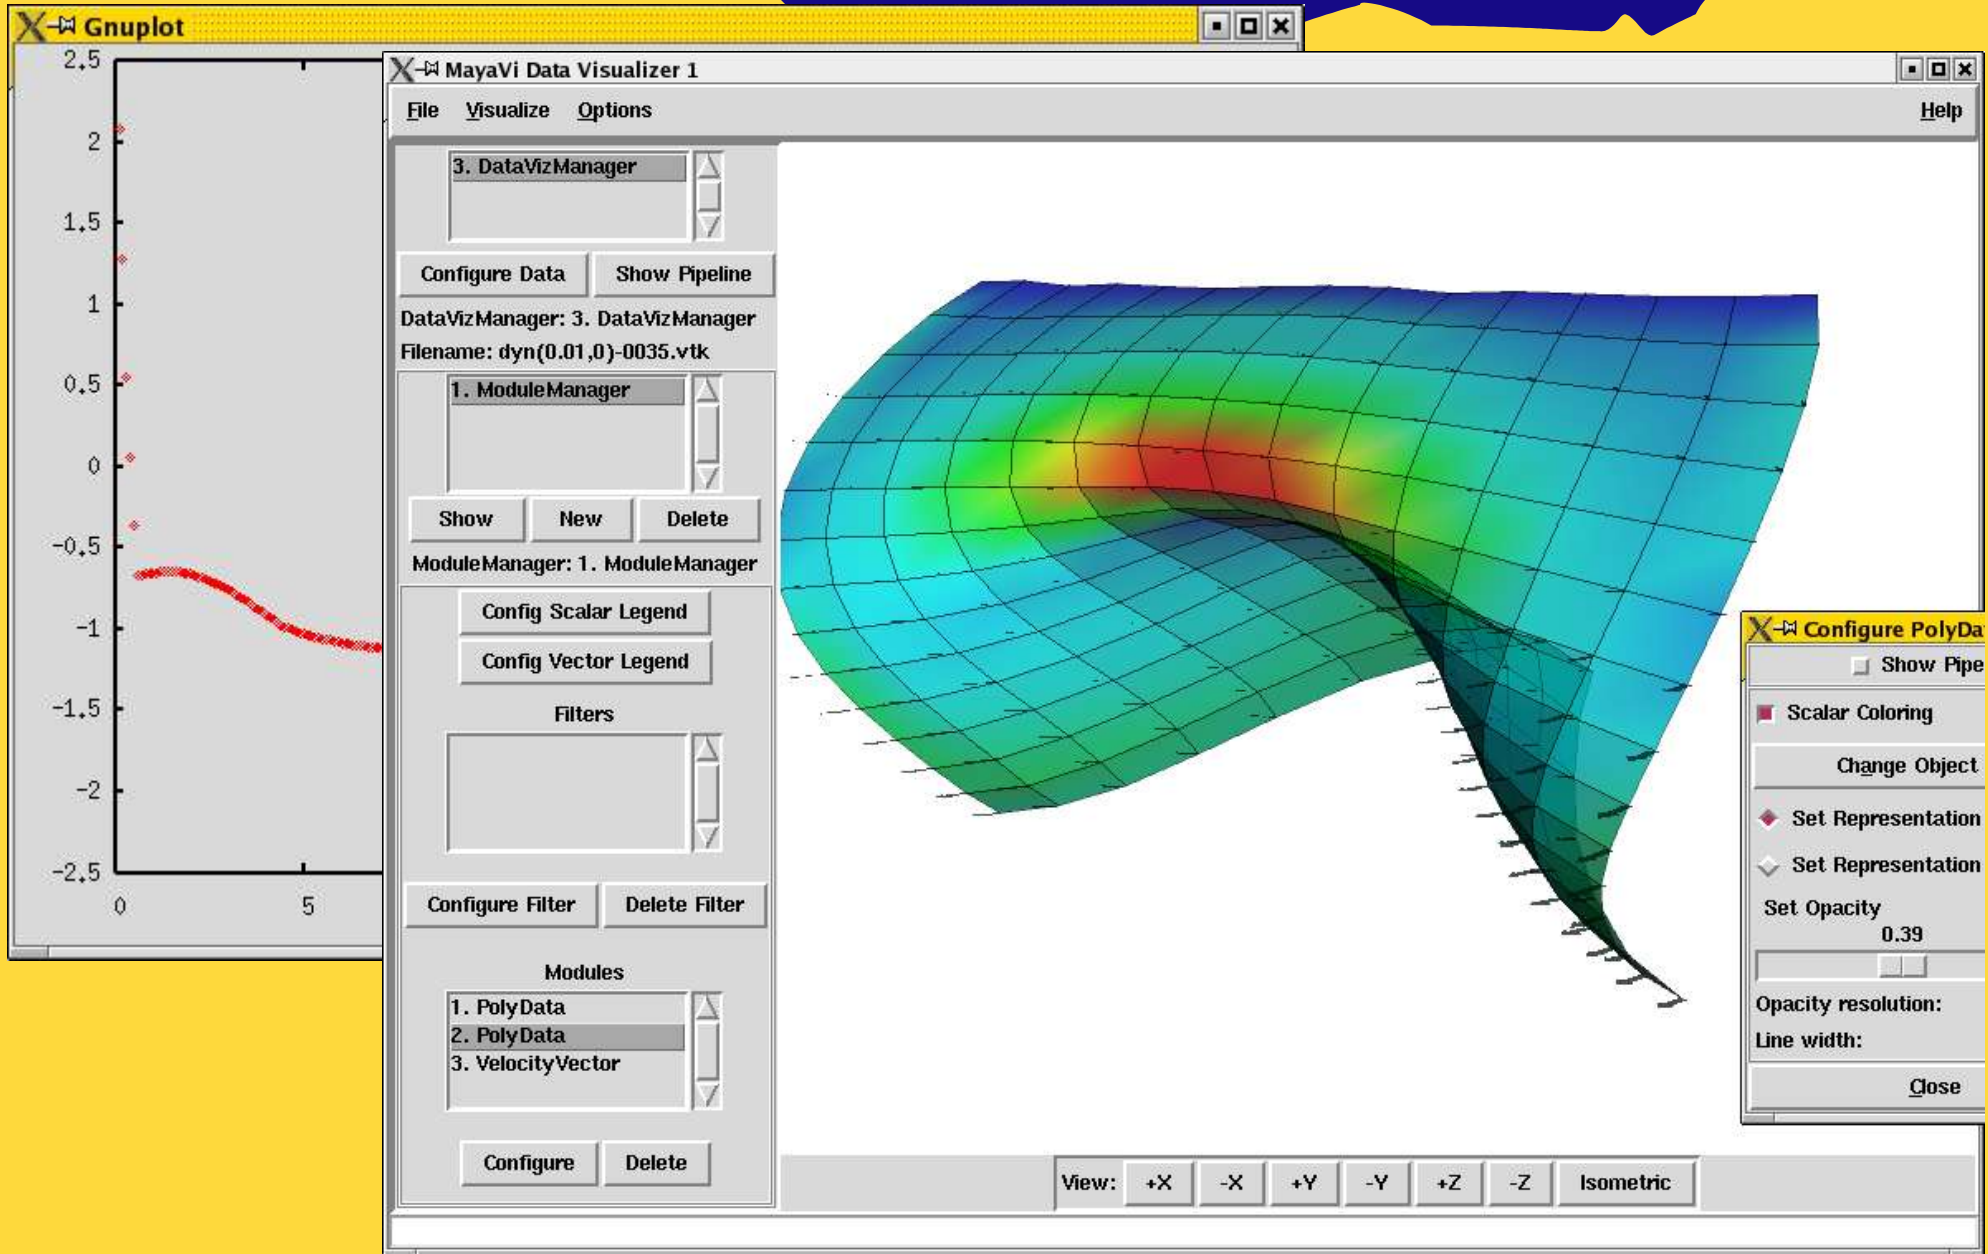 Gnuplot
2.5
2
1.5
1
0.5
0
-0.5
-1
-1.5
-2
-2.5
0
5
MayaVi Data Visualizer 1
File Visualize Options Help
3. DataVizManager
Configure Data Show Pipeline
DataVizManager: 3. DataVizManager
Filename: dyn(0.01,0)-0035.vtk
1. ModuleManager
Show New Delete
ModuleManager: 1. ModuleManager
Config Scalar Legend
Config Vector Legend
Filters
Configure Filter Delete Filter
Modules
1. PolyData
2. PolyData
3. VelocityVector
Configure Delete
View: +X -X +Y -Y +Z -Z Isometric
Configure PolyDa
Show Pipe
Scalar Coloring
Change Object
Set Representation
Set Representation
Set Opacity
0.39
Opacity resolution:
Line width:
Close